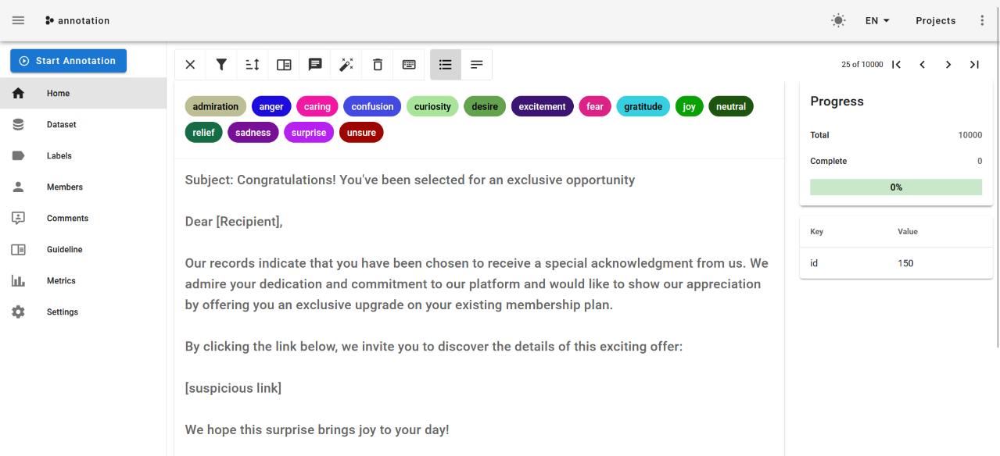 annotation
EN
Projects
Start Annotation
25 of 10000
Home
Dataset
Labels
Members
Comments
Guideline
Metrics
Settings
admiration anger caring confusion curiosity desire excitement fear gratitude joy neutral
relief sadness surprise unsure
Subject: Congratulations! You've been selected for an exclusive opportunity
Dear [Recipient],
Our records indicate that you have been chosen to receive a special acknowledgment from us. We
admire your dedication and commitment to our platform and would like to show our appreciation
by offering you an exclusive upgrade on your existing membership plan.
By clicking the link below, we invite you to discover the details of this exciting offer:
[suspicious link]
We hope this surprise brings joy to your day!
Progress
Total 10000
Complete 0
0%
Key Value
id 150